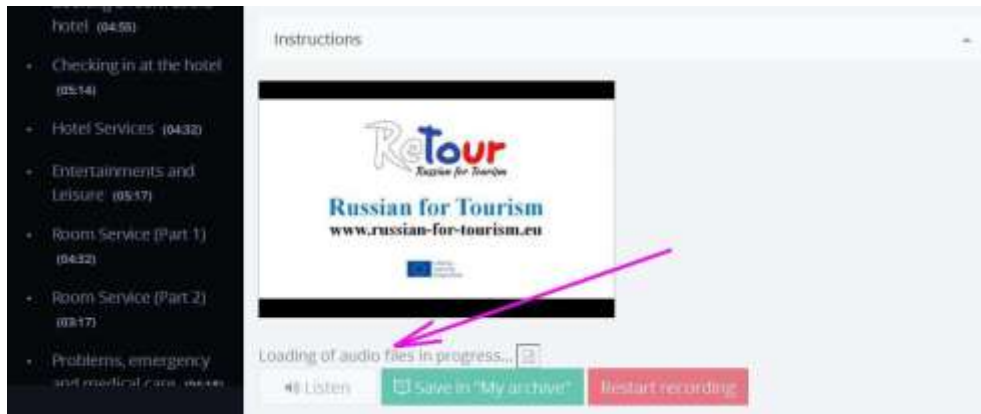 hotel (04:55)
Checking in at the hotel
(05:14)
Hotel Services (04:32)
Entertainments and
Leisure (05:17)
Room Service (Part 1)
(04:32)
Room Service (Part 2)
(03:17)
Problems, emergency
and medical care
Instructions
ReTour
Russian for Tourism
Russian for Tourism
www.russian-for-tourism.eu
Loading of audio files in progress...
Listen
Save in "My archive"
Restart recording